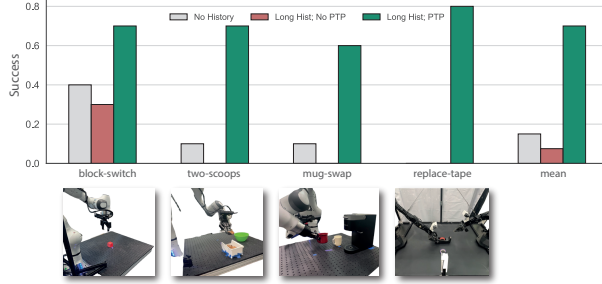 0.8
No History
Long Hist; No PTP
Long Hist; PTP
0.6
0.4
0.2
0.0
Success
block-switch
two-scoops
mug-swap
replace-tape
mean